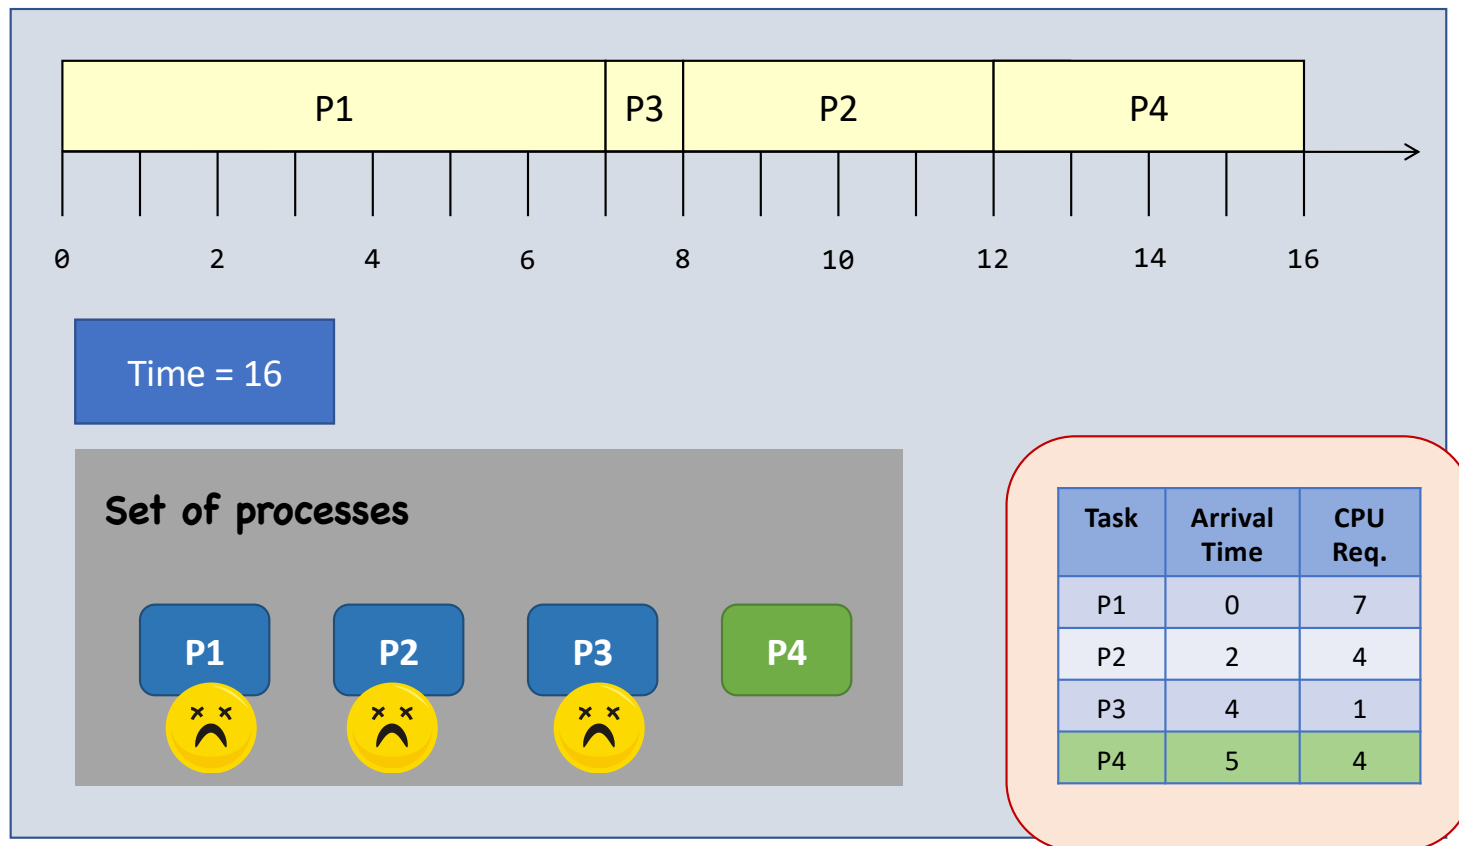 P1 P3 P2 P4
0 2 4 6 8 10 12 14 16
Time = 16
Set of processes
P1 P2 P3 P4
Task Arrival CPU
Time Req.
P1 0 7
P2 2 4
P3 4 1
P4 5 4